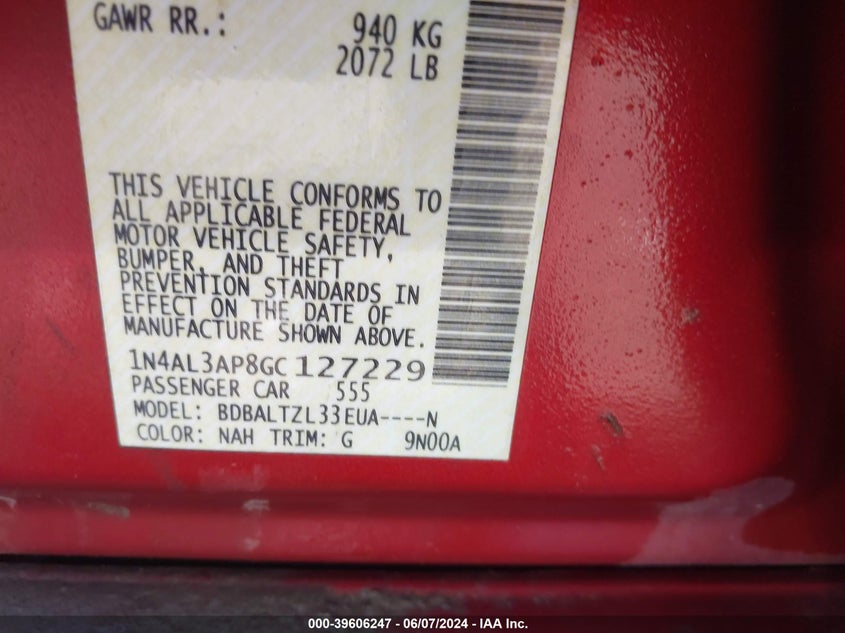 GAWR RR.: 940 KG
2072 LB
THIS VEHICLE CONFORMS TO
ALL APPLICABLE FEDERAL
MOTOR VEHICLE SAFETY,
BUMPER, AND THEFT
PREVENTION STANDARDS IN
EFFECT ON THE DATE OF
MANUFACTURE SHOWN ABOVE.
1N4AL3AP8GC127229
PASSENGER CAR 555
MODEL: BDBALTZL33EUA----N
COLOR: NAH TRIM: G 9N00A
000-39606247 - 06/07/2024 - IAA Inc.